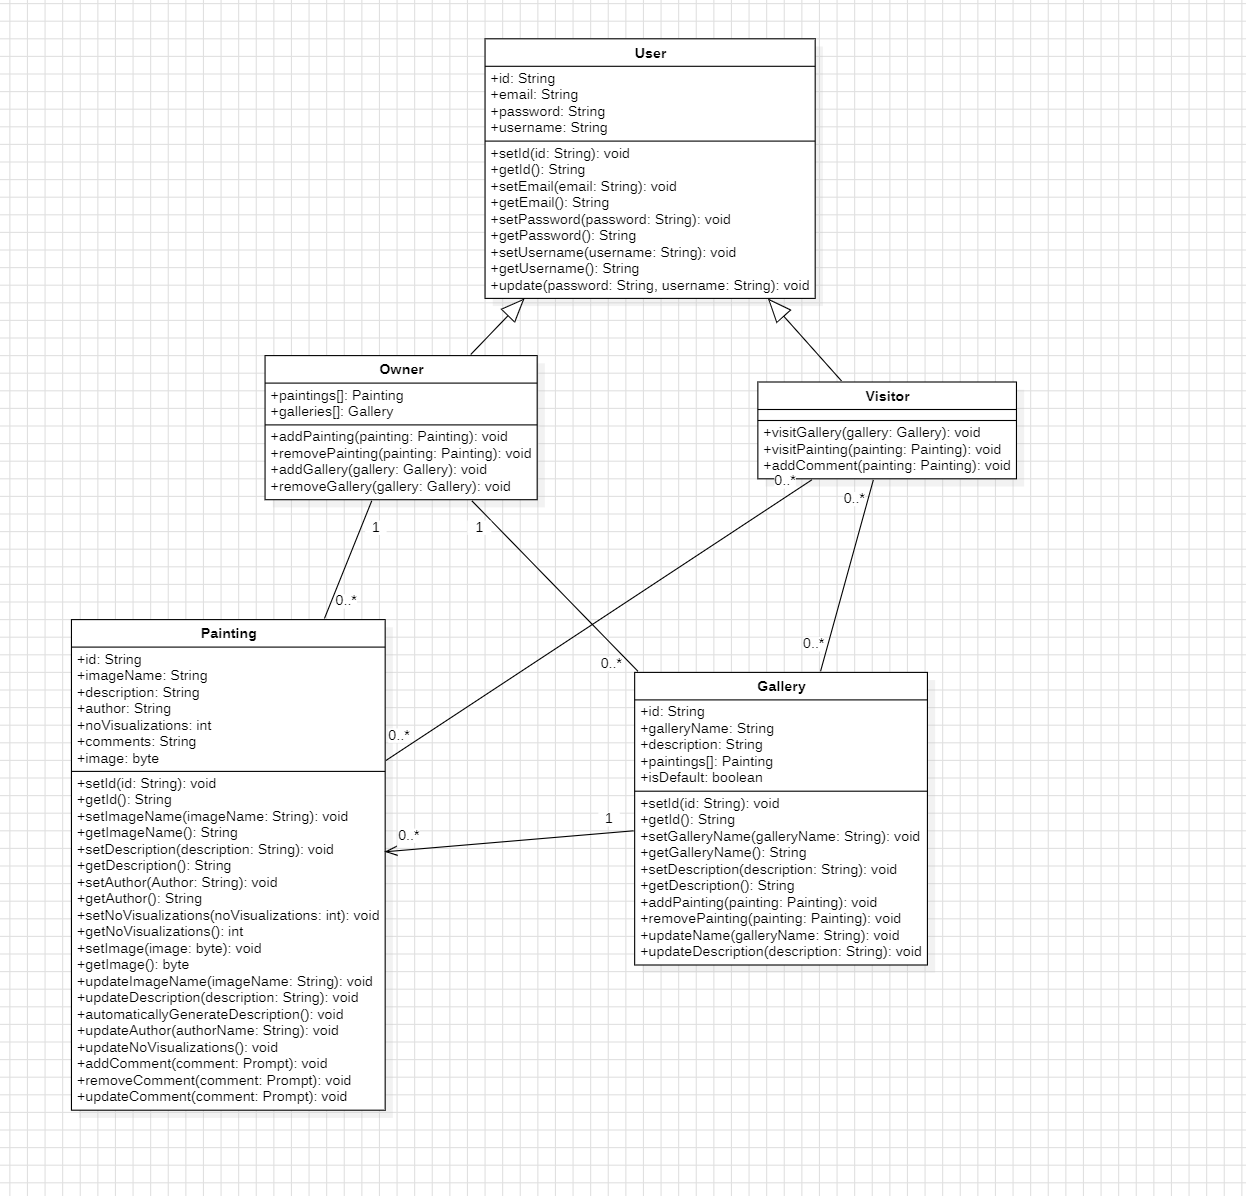 User
+id: String
+email: String
+password: String
+username: String
+setId(id: String): void
+getId(): String
+setEmail(email: String): void
+getEmail(): String
+setPassword(password: String): void
+getPassword(): String
+setUsername(username: String): void
+getUsername(): String
+update(password: String, username: String): void
Owner
+paintings[]: Painting
+galleries[]: Gallery
+addPainting(painting: Painting): void
+removePainting(painting: Painting): void
+addGallery(gallery: Gallery): void
+removeGallery(gallery: Gallery): void
Visitor
+visitGallery(gallery: Gallery): void
+visitPainting(painting: Painting): void
+addComment(painting: Painting): void
0..*
0..*
1
1
0..*
0..*
0..*
0..*
1
0..*
Painting
+id: String
+imageName: String
+description: String
+author: String
+noVisualizations: int
+comments: String
+image: byte
+setId(id: String): void
+getId(): String
+setImageName(imageName: String): void
+getImageName(): String
+setDescription(description: String): void
+getDescription(): String
+setAuthor(Author: String): void
+getAuthor(): String
+setNoVisualizations(noVisualizations: int): void
+getNoVisualizations(): int
+setImage(image: byte): void
+getImage(): byte
+updateImageName(imageName: String): void
+updateDescription(description: String): void
+automaticallyGenerateDescription(): void
+updateAuthor(authorName: String): void
+updateNoVisualizations(): void
+addComment(comment: Prompt): void
+removeComment(comment: Prompt): void
+updateComment(comment: Prompt): void
Gallery
+id: String
+galleryName: String
+description: String
+paintings[]: Painting
+isDefault: boolean
+setId(id: String): void
+getId(): String
+setGalleryName(galleryName: String): void
+getGalleryName(): String
+setDescription(description: String): void
+getDescription(): String
+addPainting(painting: Painting): void
+removePainting(painting: Painting): void
+updateName(galleryName: String): void
+updateDescription(description: String): void